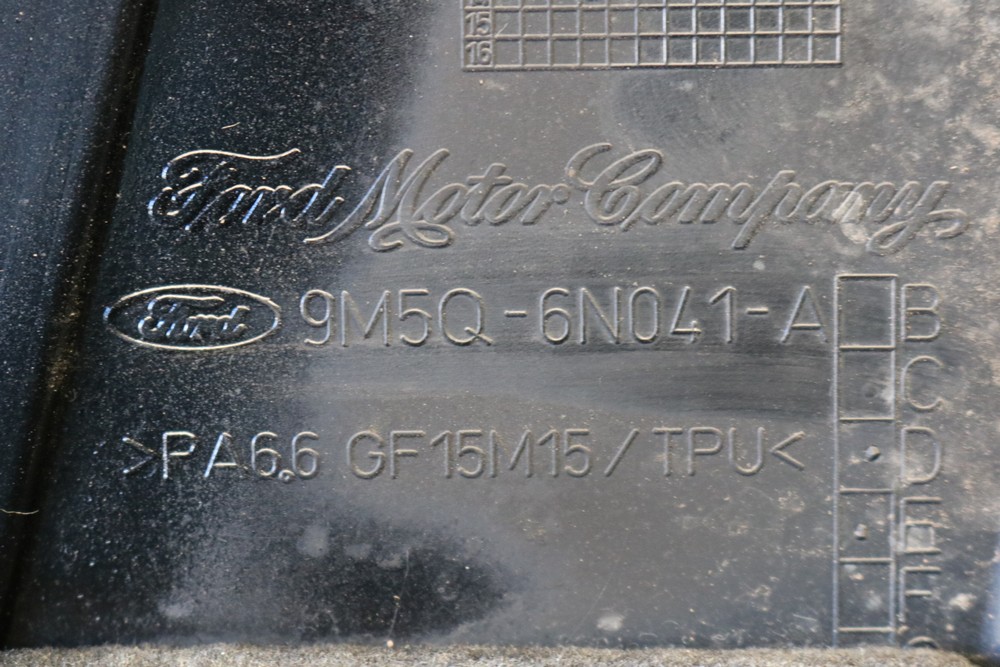 15
16
Ford Motor Company
Ford 9M5Q-6N041-A B
C
>PA6.6 GF15M15/TPU< D
E
F